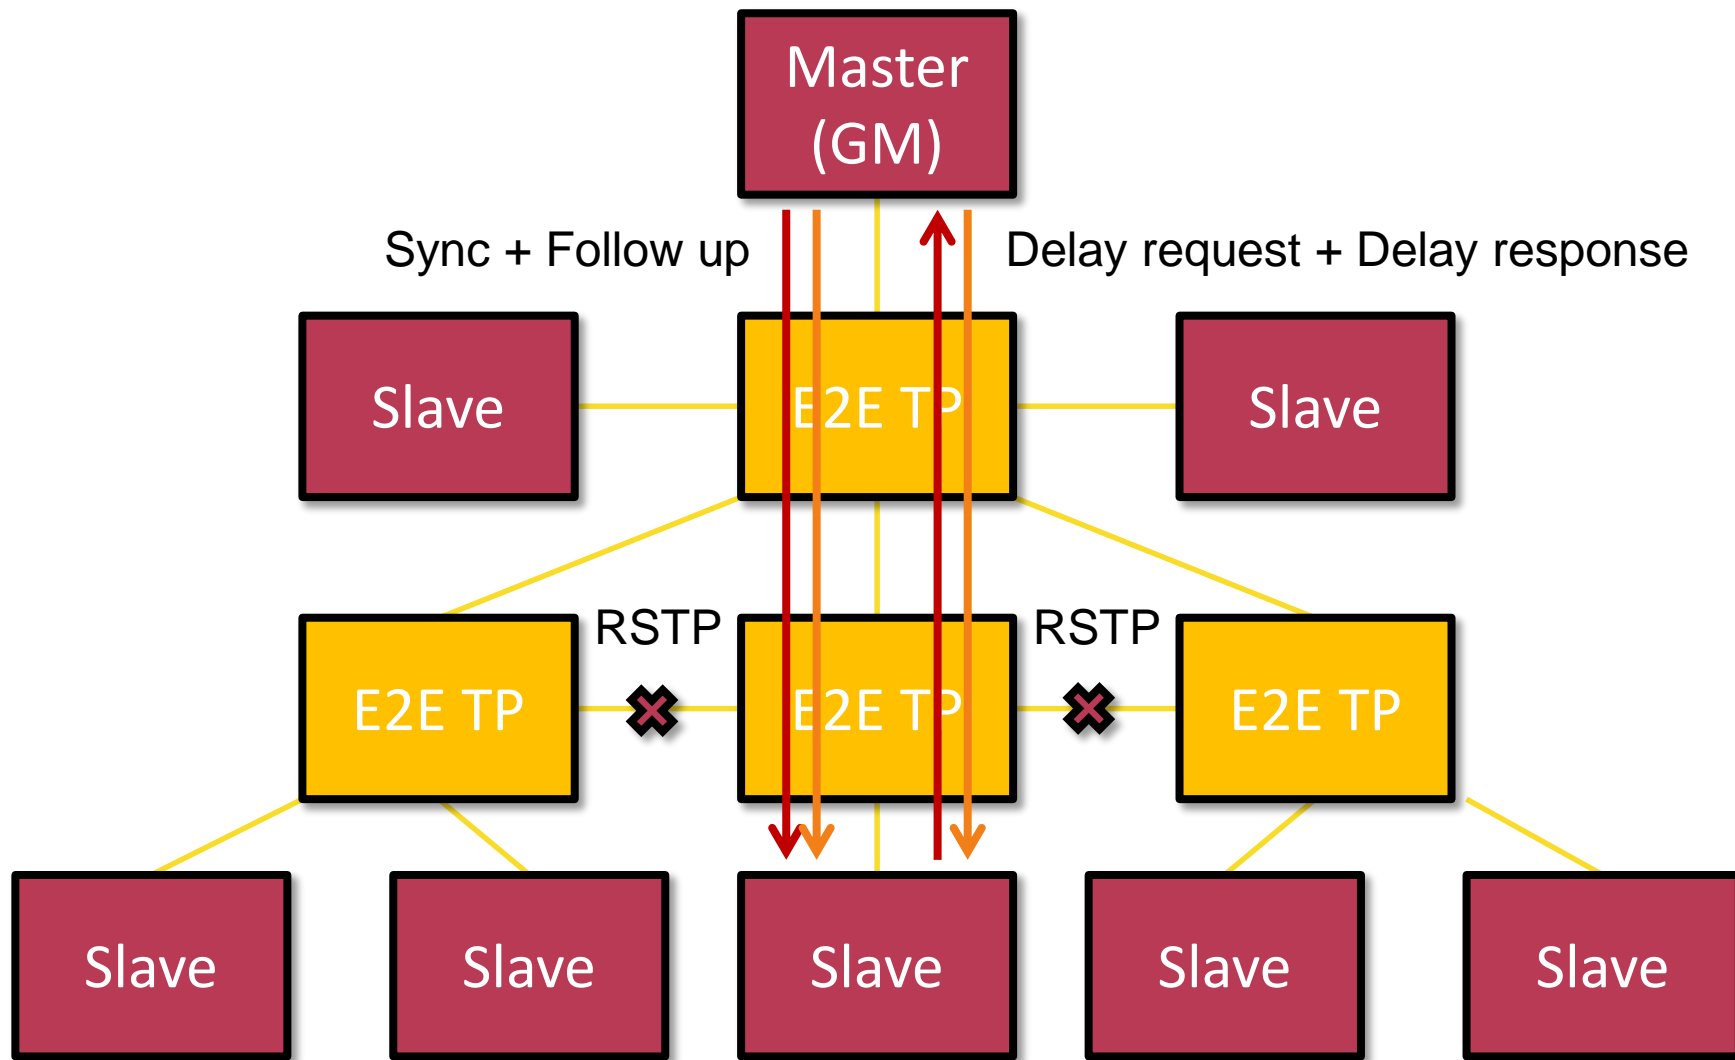 Master
(GM)
Sync + Follow up
Delay request + Delay response
Slave
E2E TP
Slave
RSTP
RSTP
E2E TP
E2E TP
E2E TP
Slave
Slave
Slave
Slave
Slave